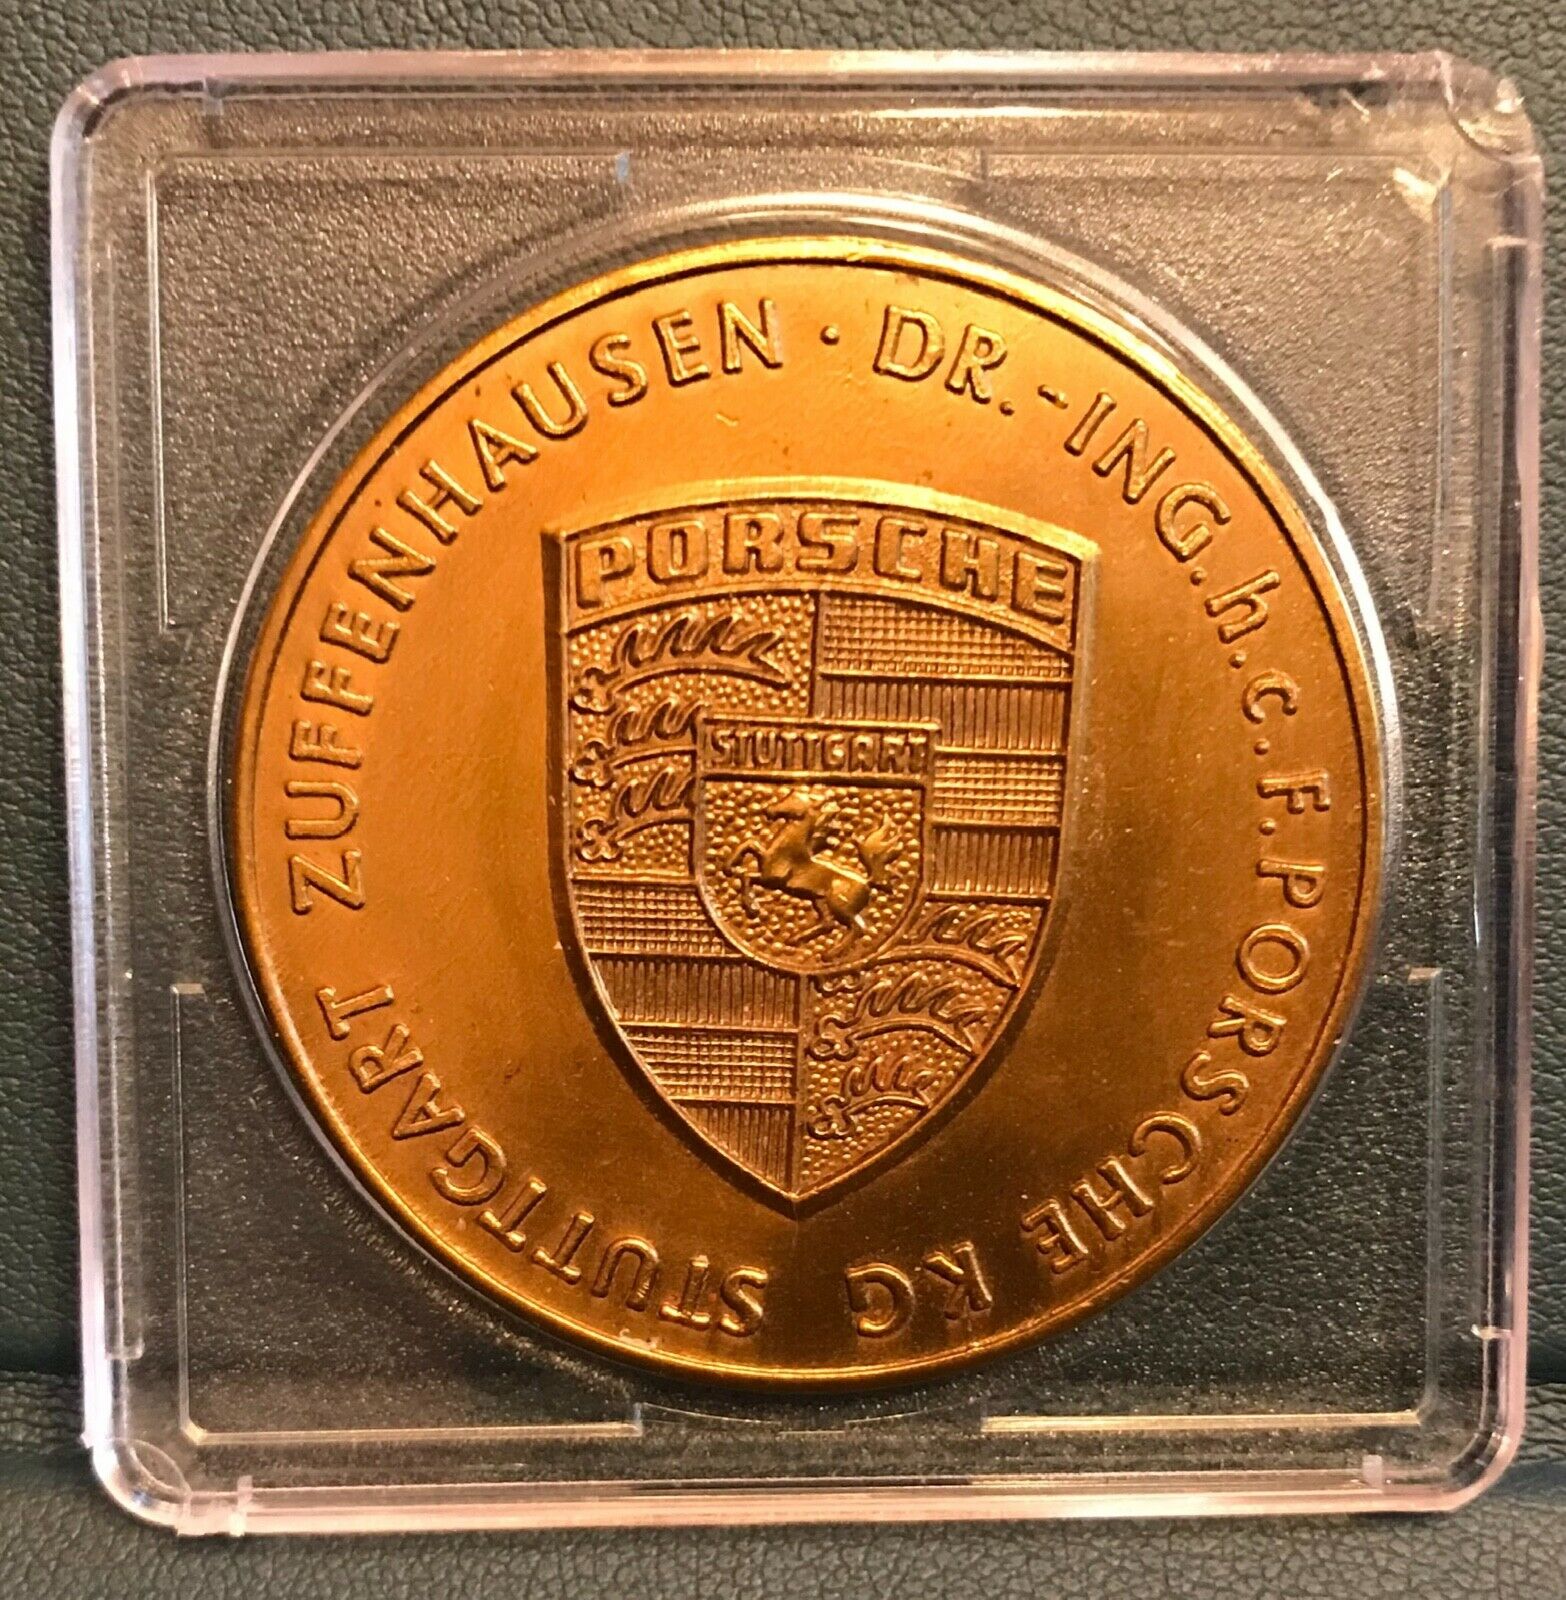 STUTTGART ZUFFENHAUSEN · DR.-ING. h. c. F. PORSCHE KG
PORSCHE
STUTTGART